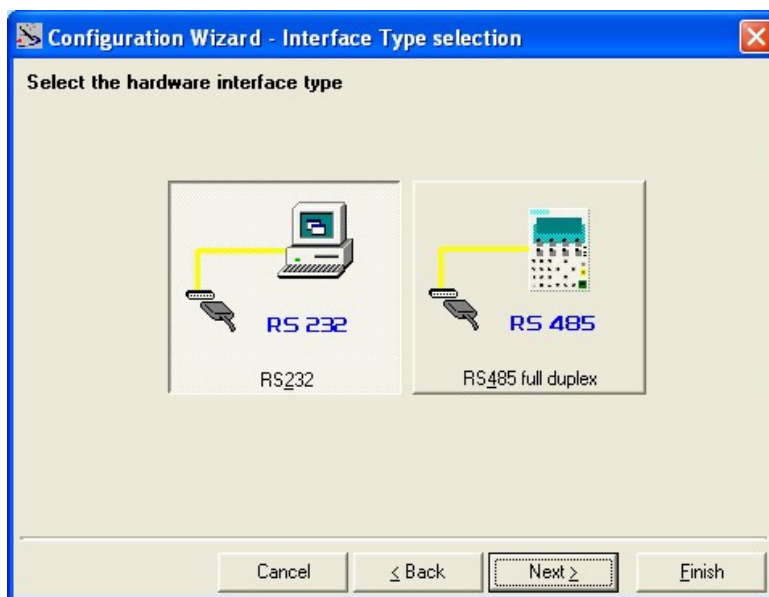 Configuration Wizard - Interface Type selection
Select the hardware interface type
RS 232
RS 485
RS232
RS485 full duplex
Cancel
< Back
Next >
Finish